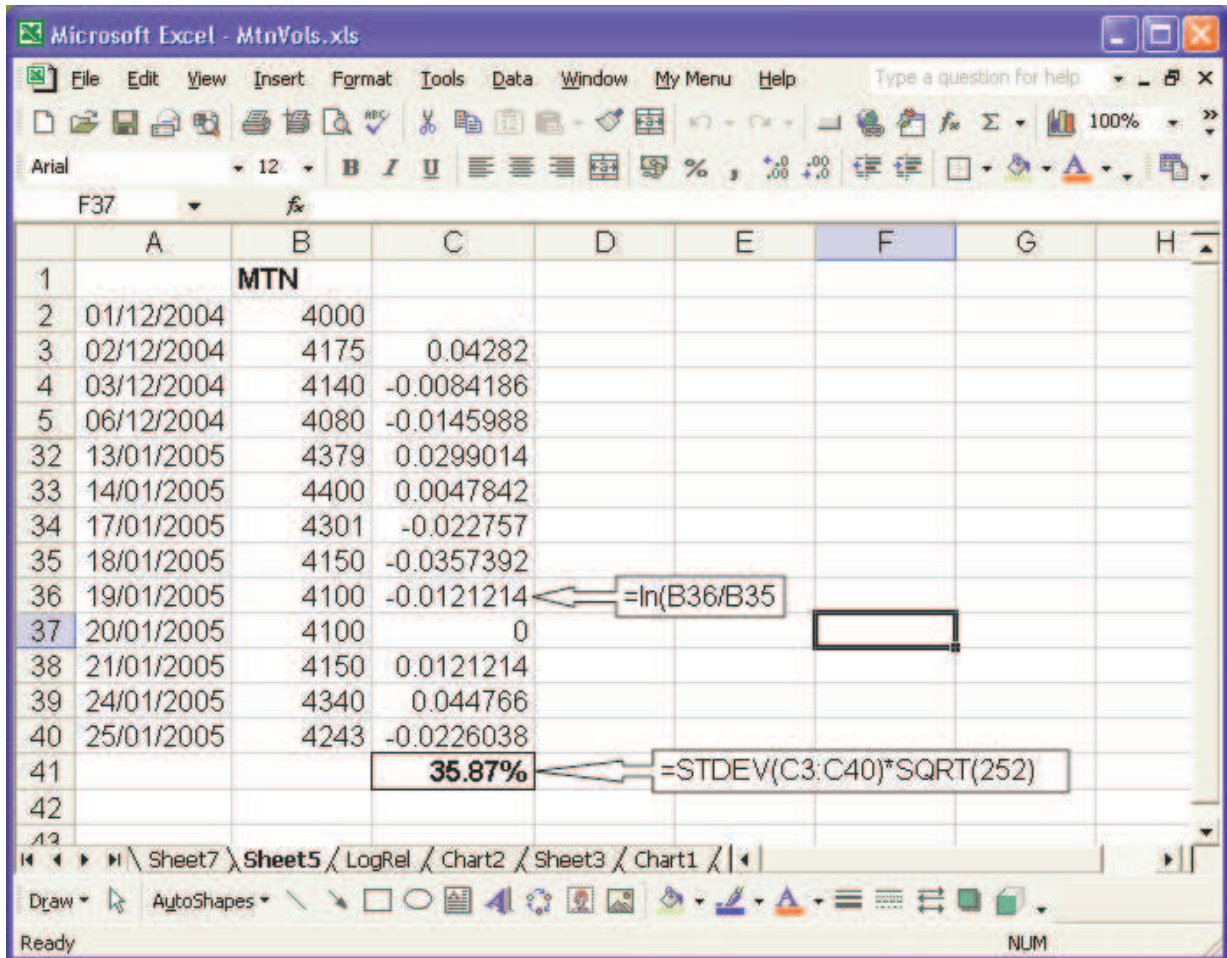 Microsoft Excel - MtnVols.xls
File Edit View Insert Format Tools Data Window My Menu Help Type a question for help
100%
Arial 12 B I U % ,
F37 fx
A B C D E F G H
1 MTN
2 01/12/2004 4000
3 02/12/2004 4175 0.04282
4 03/12/2004 4140 -0.0084186
5 06/12/2004 4080 -0.0145988
32 13/01/2005 4379 0.0299014
33 14/01/2005 4400 0.0047842
34 17/01/2005 4301 -0.022757
35 18/01/2005 4150 -0.0357392
36 19/01/2005 4100 -0.0121214 =ln(B36/B35
37 20/01/2005 4100 0
38 21/01/2005 4150 0.0121214
39 24/01/2005 4340 0.044766
40 25/01/2005 4243 -0.0226038
41 35.87% =STDEV(C3:C40)*SQRT(252)
42
43
Sheet7 Sheet5 LogRel Chart2 Sheet3 Chart1
Draw AutoShapes
Ready NUM